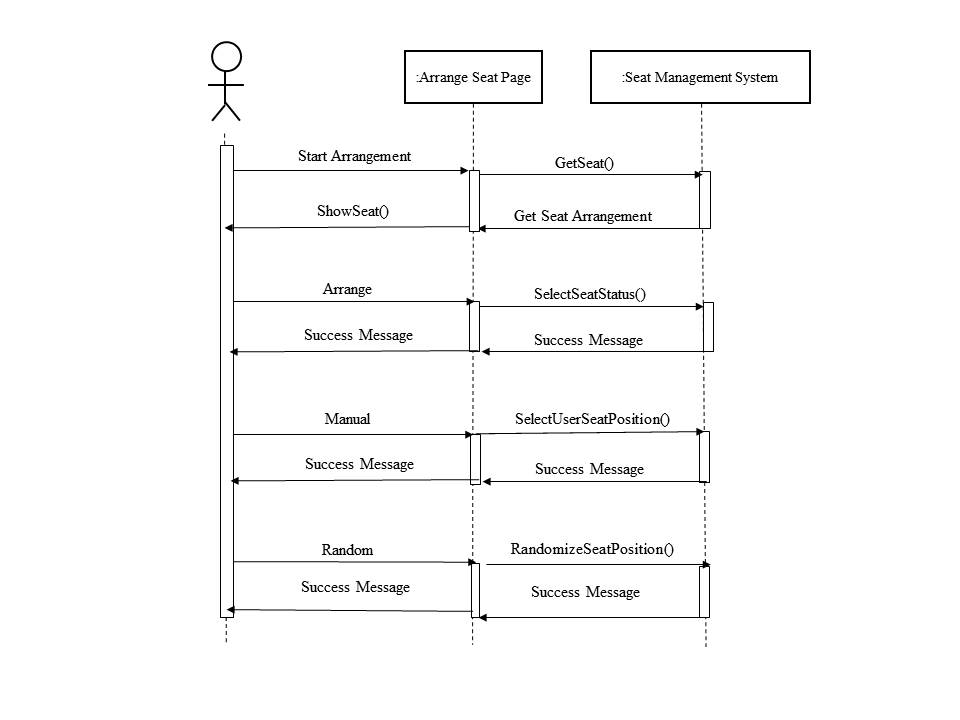 :Arrange Seat Page
:Seat Management System
Start Arrangement
GetSeat()
ShowSeat()
Get Seat Arrangement
Arrange
SelectSeatStatus()
Success Message
Success Message
Manual
SelectUserSeatPosition()
Success Message
Success Message
Random
RandomizeSeatPosition()
Success Message
Success Message